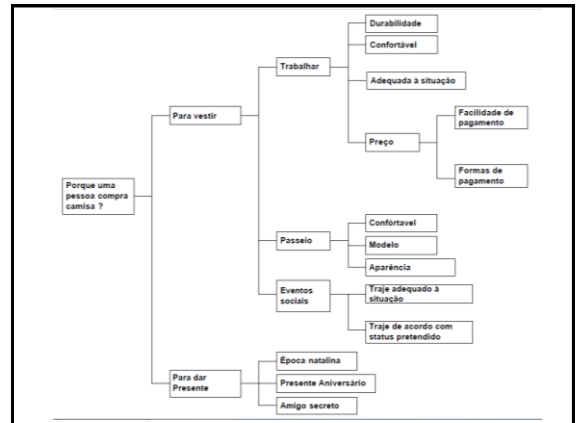 Porque uma
pessoa compra
camisa ?
Para vestir
Trabalhar
Durabilidade
Confortável
Adequada à situação
Preço
Facilidade de
pagamento
Formas de
pagamento
Passeio
Confórtavel
Modelo
Aparência
Eventos
sociais
Traje adequado à
situação
Traje de acordo com
status pretendido
Para dar
Presente
Época natalina
Presente Aniversário
Amigo secreto